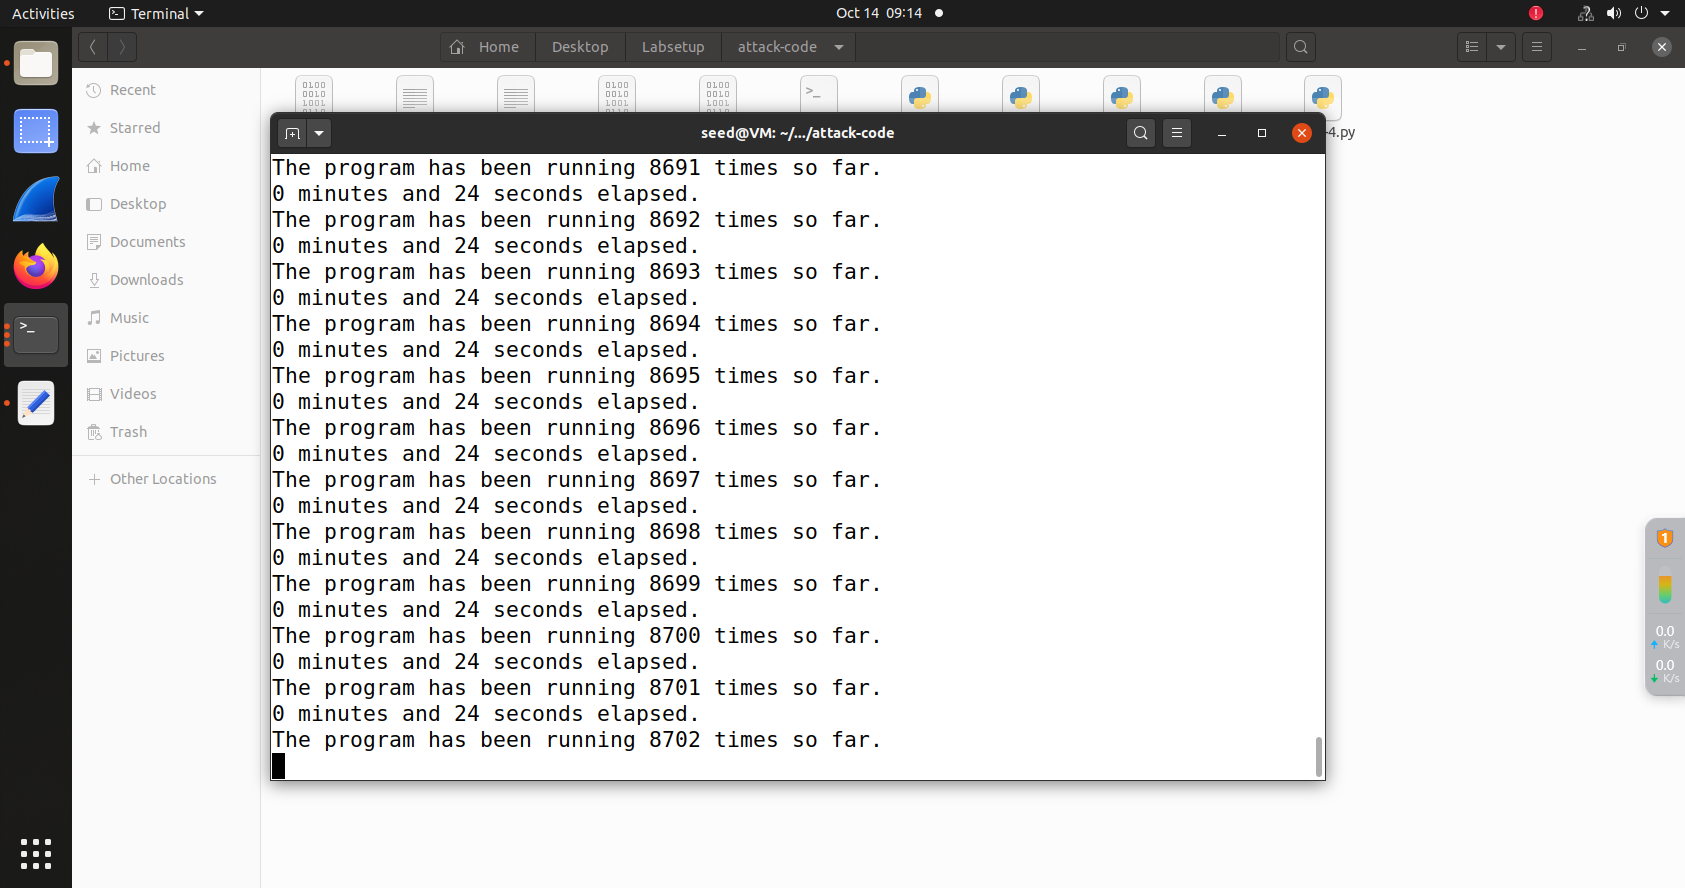 Activities
Terminal
Oct 14 09:14
Home
Desktop
Labsetup
attack-code
Recent
Starred
Home
Desktop
Documents
Downloads
Music
Pictures
Videos
Trash
Other Locations
-4.py
seed@VM: ~/.../attack-code
The program has been running 8691 times so far.
0 minutes and 24 seconds elapsed.
The program has been running 8692 times so far.
0 minutes and 24 seconds elapsed.
The program has been running 8693 times so far.
0 minutes and 24 seconds elapsed.
The program has been running 8694 times so far.
0 minutes and 24 seconds elapsed.
The program has been running 8695 times so far.
0 minutes and 24 seconds elapsed.
The program has been running 8696 times so far.
0 minutes and 24 seconds elapsed.
The program has been running 8697 times so far.
0 minutes and 24 seconds elapsed.
The program has been running 8698 times so far.
0 minutes and 24 seconds elapsed.
The program has been running 8699 times so far.
0 minutes and 24 seconds elapsed.
The program has been running 8700 times so far.
0 minutes and 24 seconds elapsed.
The program has been running 8701 times so far.
0 minutes and 24 seconds elapsed.
The program has been running 8702 times so far.
1
0.0
K/s
0.0
K/s